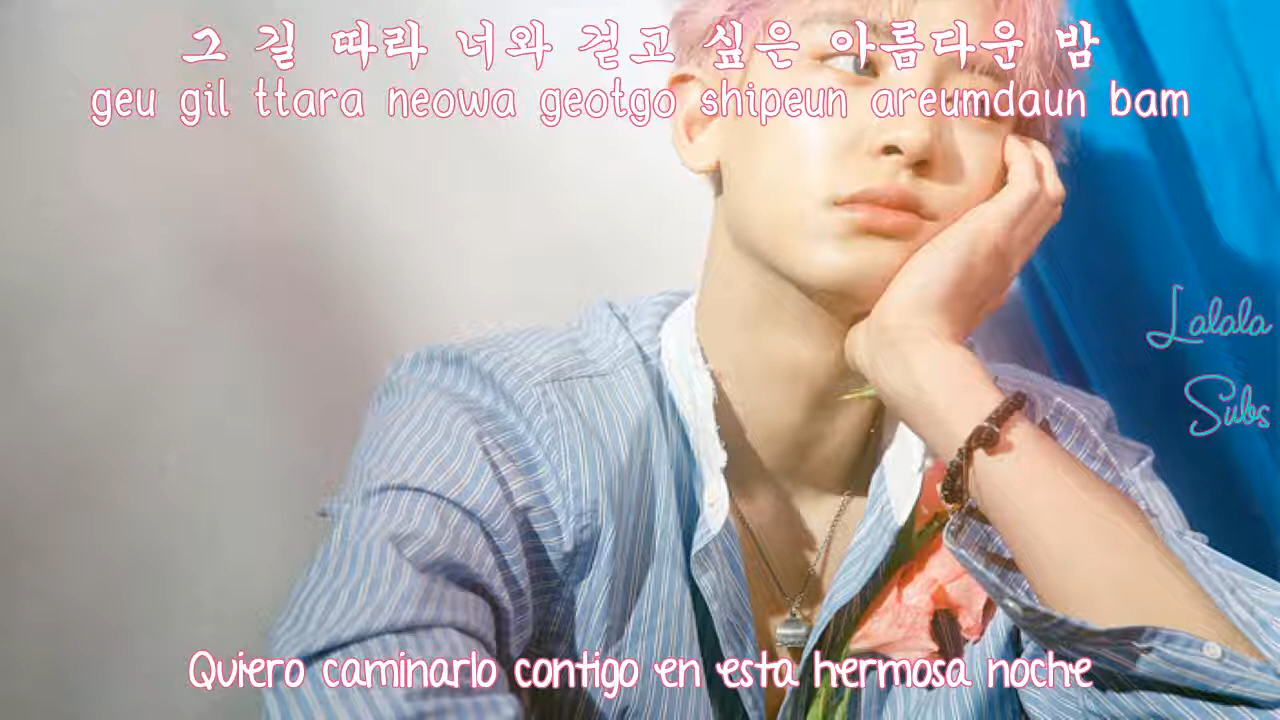 그 길 따라 너와 걷고 싶은 아름다운 밤
geu gil ttara neowa geotgo shipeun areumdaun bam
Lalala
Subs
Quiero caminarlo contigo en esta hermosa noche